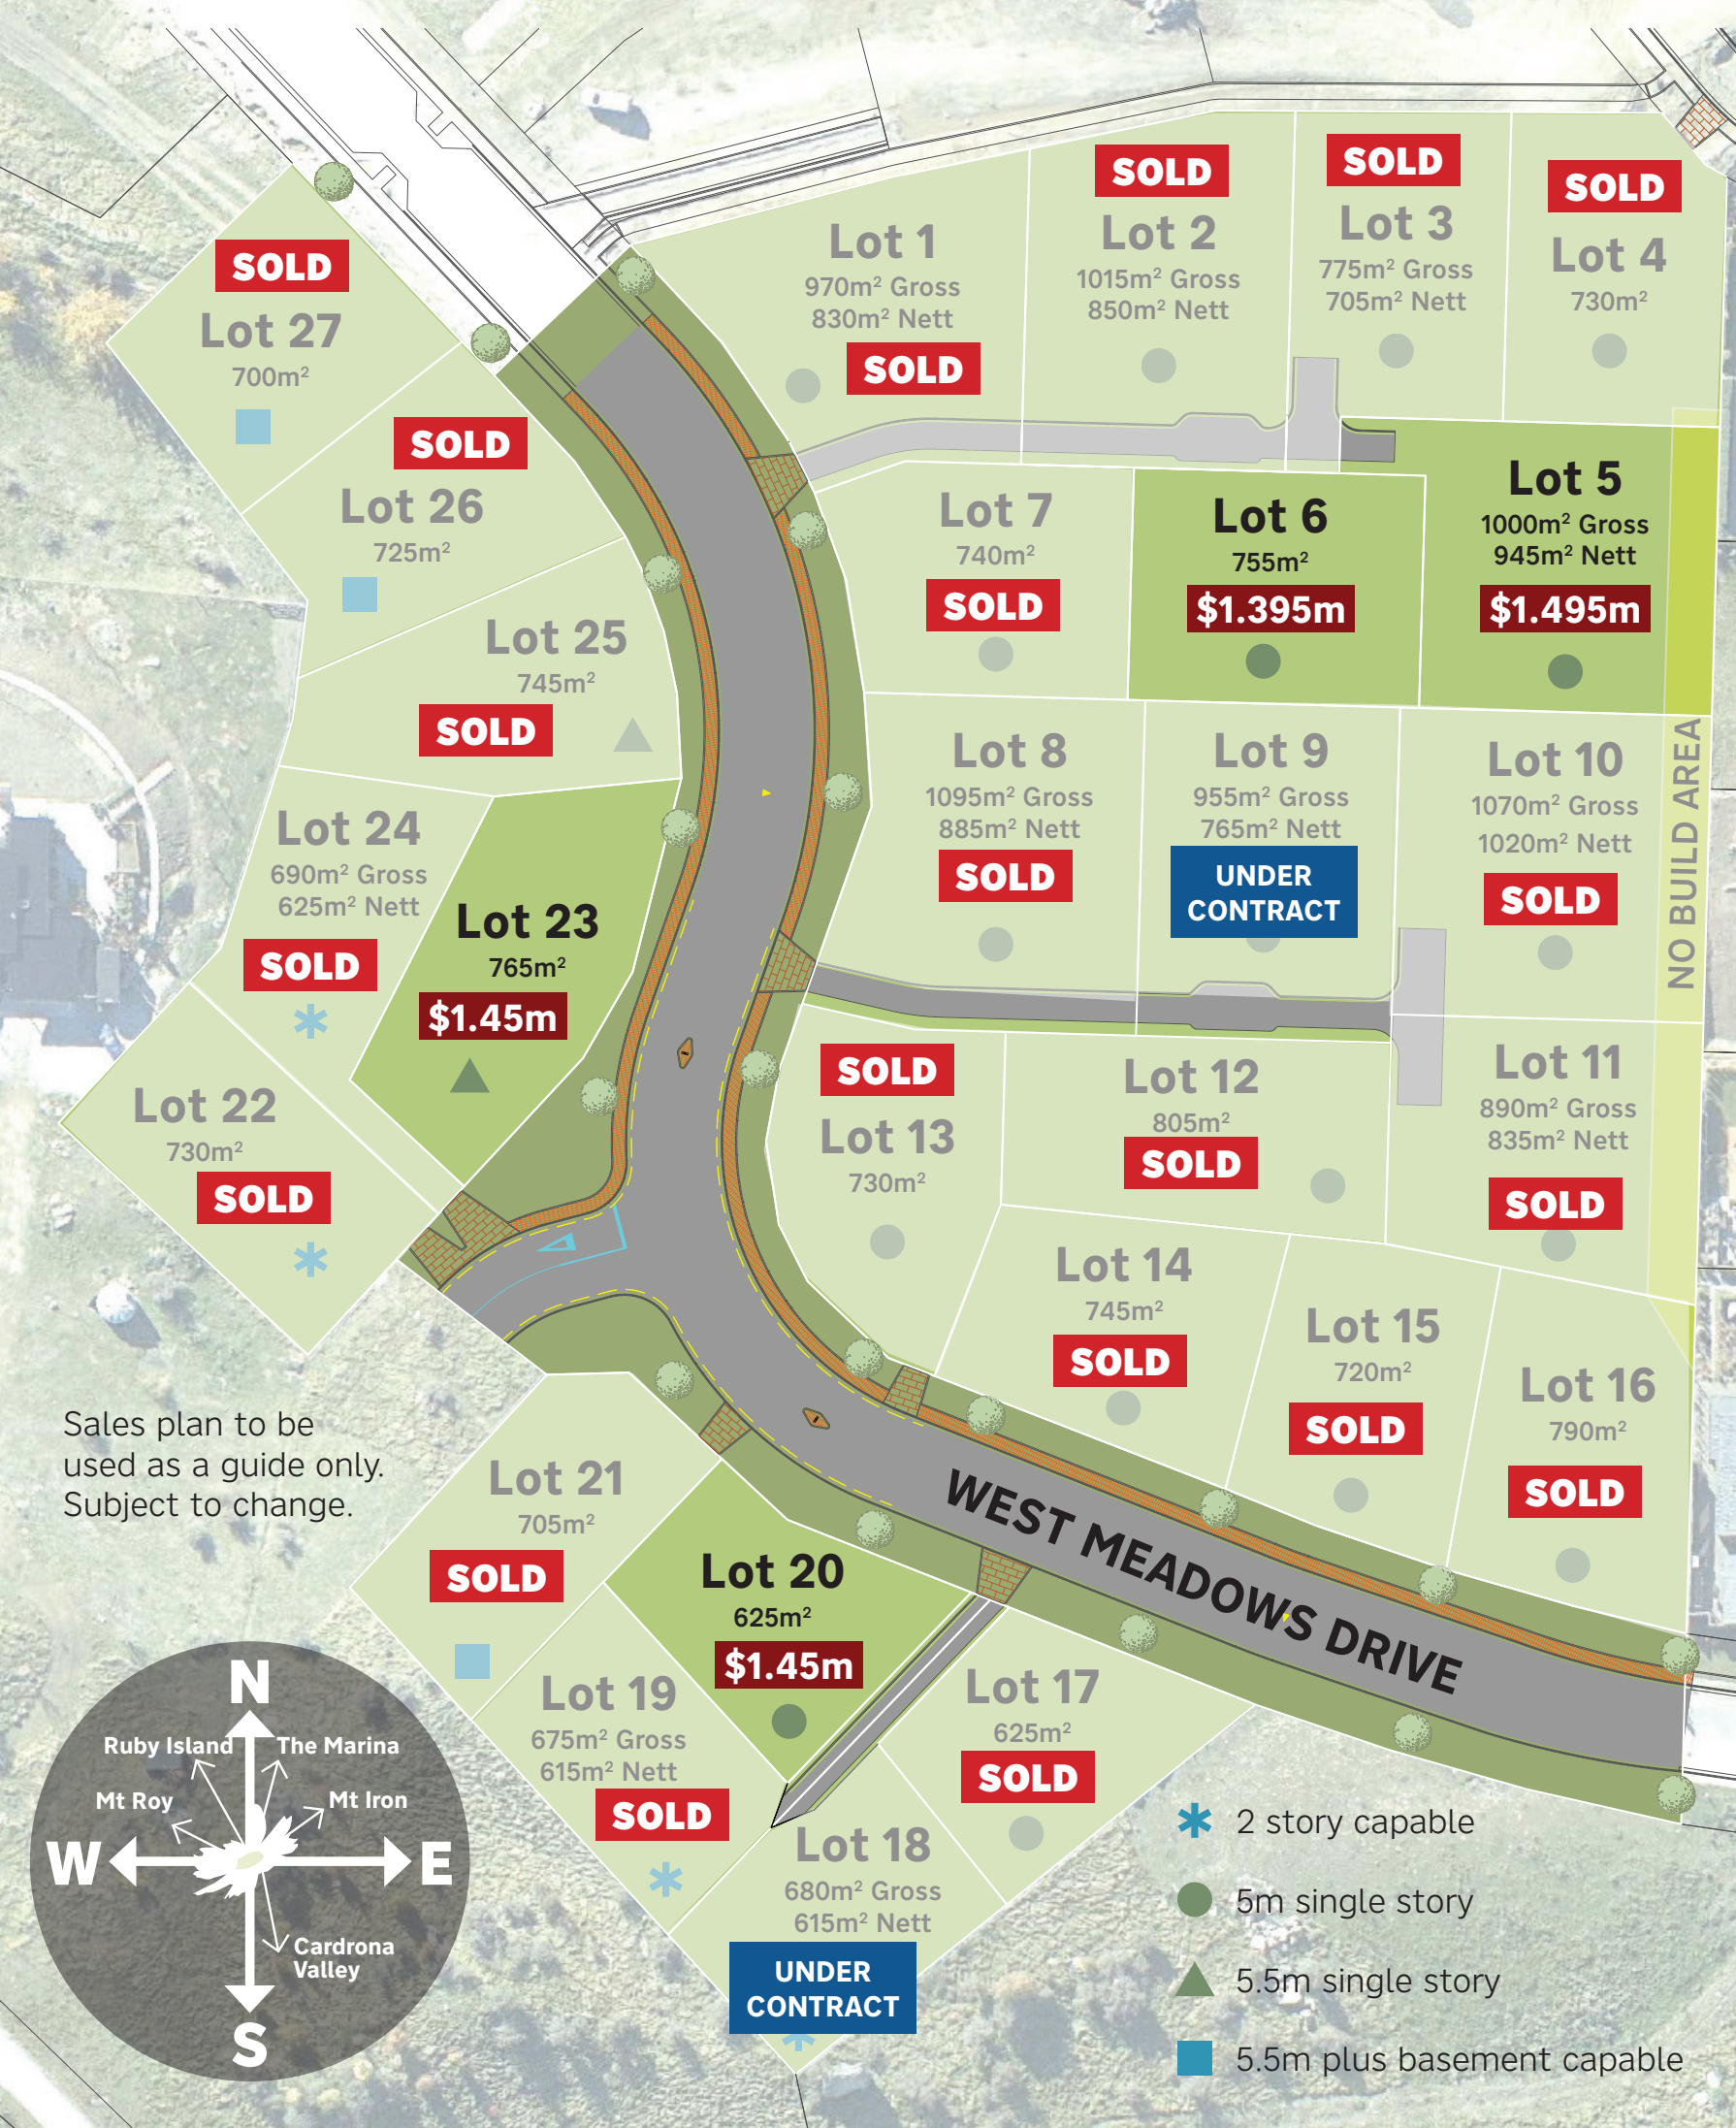 SOLD
Lot 27
700m²
SOLD
Lot 26
725m²
Lot 25
745m²
SOLD
Lot 24
690m² Gross
625m² Nett
SOLD
Lot 23
765m²
$1.45m
Lot 22
730m²
SOLD
Lot 1
970m² Gross
830m² Nett
SOLD
SOLD
Lot 2
1015m² Gross
850m² Nett
SOLD
Lot 3
775m² Gross
705m² Nett
SOLD
Lot 4
730m²
Lot 7
740m²
SOLD
Lot 6
755m²
$1.395m
Lot 5
1000m² Gross
945m² Nett
$1.495m
Lot 8
1095m² Gross
885m² Nett
SOLD
Lot 9
955m² Gross
765m² Nett
UNDER
CONTRACT
Lot 10
1070m² Gross
1020m² Nett
SOLD
NO BUILD AREA
SOLD
Lot 13
730m²
Lot 12
805m²
SOLD
Lot 11
890m² Gross
835m² Nett
SOLD
Lot 14
745m²
SOLD
Lot 15
720m²
SOLD
Lot 16
790m²
SOLD
WEST MEADOWS DRIVE
Sales plan to be
used as a guide only.
Subject to change.
Lot 21
705m²
SOLD
Lot 20
625m²
$1.45m
Lot 19
675m² Gross
615m² Nett
SOLD
Lot 17
625m²
SOLD
Lot 18
680m² Gross
615m² Nett
UNDER
CONTRACT
N
Ruby Island
The Marina
Mt Roy
Mt Iron
W
E
Cardrona
Valley
S
2 story capable
5m single story
5.5m single story
5.5m plus basement capable